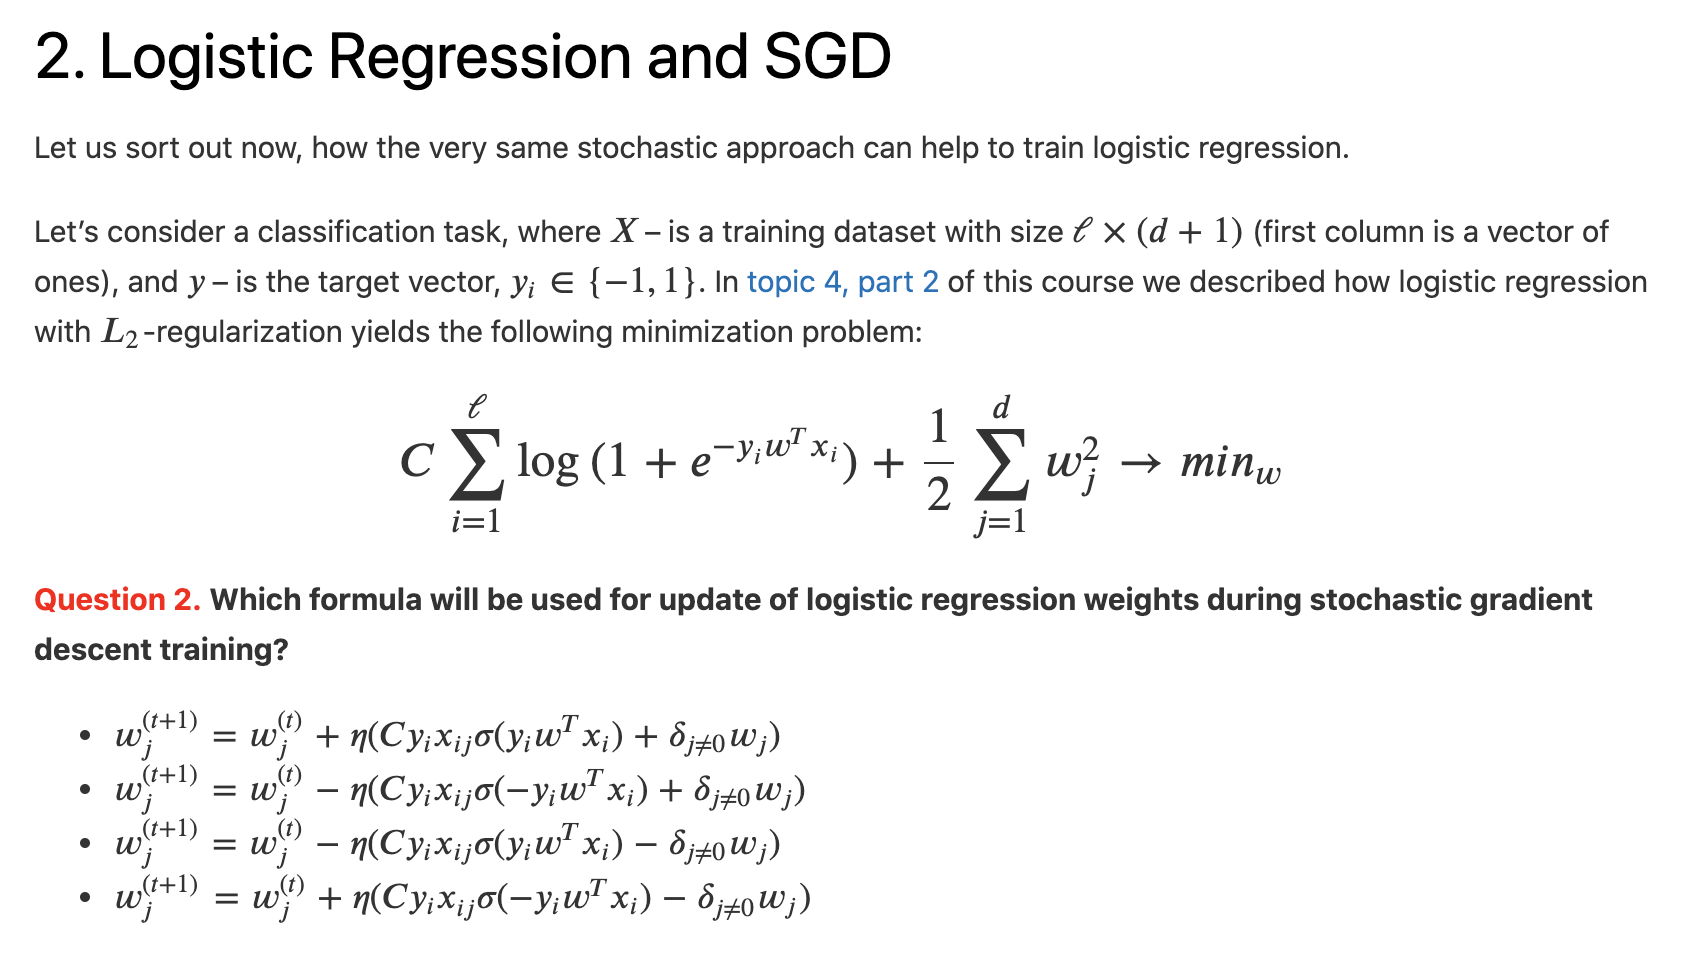 2. Logistic Regression and SGD
Let us sort out now, how the very same stochastic approach can help to train logistic regression.
Let’s consider a classification task, where $X$ – is a training dataset with size $\ell \times (d + 1)$ (first column is a vector of
ones), and $y$ – is the target vector, $y_i \in \{-1, 1\}$. In topic 4, part 2 of this course we described how logistic regression
with $L_2$-regularization yields the following minimization problem:
$C \sum_{i=1}^{\ell} \log (1 + e^{-y_i w^T x_i}) + \frac{1}{2} \sum_{j=1}^{d} w_j^2 \rightarrow min_w$
Question 2. Which formula will be used for update of logistic regression weights during stochastic gradient
descent training?
• $w_j^{(t+1)} = w_j^{(t)} + \eta(C y_i x_{ij} \sigma(y_i w^T x_i) + \delta_{j \neq 0} w_j)$
• $w_j^{(t+1)} = w_j^{(t)} - \eta(C y_i x_{ij} \sigma(-y_i w^T x_i) + \delta_{j \neq 0} w_j)$
• $w_j^{(t+1)} = w_j^{(t)} - \eta(C y_i x_{ij} \sigma(y_i w^T x_i) - \delta_{j \neq 0} w_j)$
• $w_j^{(t+1)} = w_j^{(t)} + \eta(C y_i x_{ij} \sigma(-y_i w^T x_i) - \delta_{j \neq 0} w_j)$